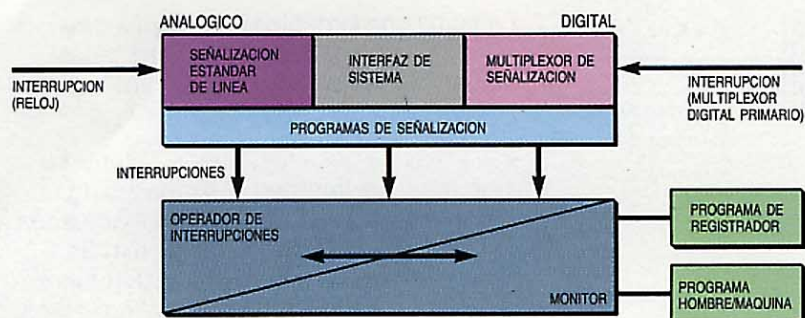 ANALOGICO
DIGITAL
SEÑALIZACION
ESTANDAR
DE LINEA
INTERFAZ DE
SISTEMA
MULTIPLEXOR DE
SEÑALIZACION
INTERRUPCION
(RELOJ)
INTERRUPCION
(MULTIPLEXOR
DIGITAL PRIMARIO)
PROGRAMAS DE SEÑALIZACION
INTERRUPCIONES
OPERADOR DE
INTERRUPCIONES
MONITOR
PROGRAMA DE
REGISTRADOR
PROGRAMA
HOMBRE/MAQUINA